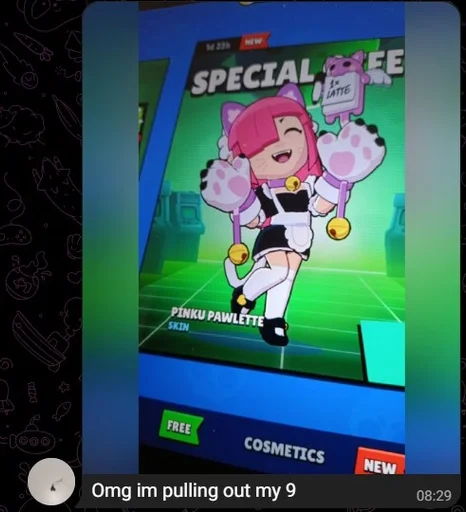 1d 23h NEW
SPECIAL
1x
LATTE
PINKU PAWLETTE
SKIN
FREE
COSMETICS
NEW
Omg im pulling out my 9
08:29